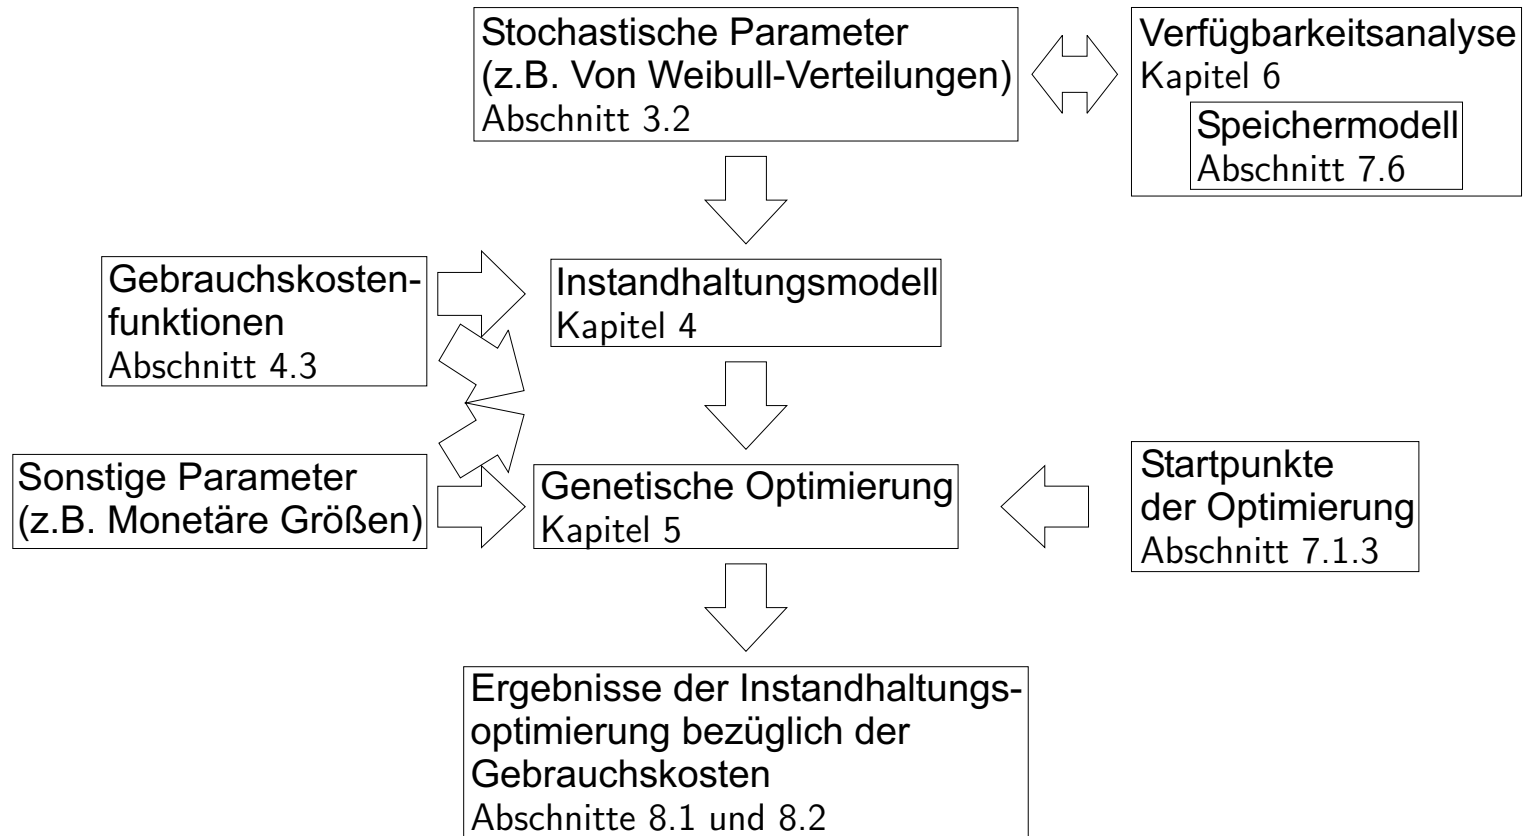 Stochastische Parameter
(z.B. Von Weibull-Verteilungen)
Abschnitt 3.2
Verfügbarkeitsanalyse
Kapitel 6
Speichermodell
Abschnitt 7.6
Gebrauchskosten-
funktionen
Abschnitt 4.3
Instandhaltungsmodell
Kapitel 4
Sonstige Parameter
(z.B. Monetäre Größen)
Genetische Optimierung
Kapitel 5
Startpunkte
der Optimierung
Abschnitt 7.1.3
Ergebnisse der Instandhaltungs-
optimierung bezüglich der
Gebrauchskosten
Abschnitte 8.1 und 8.2